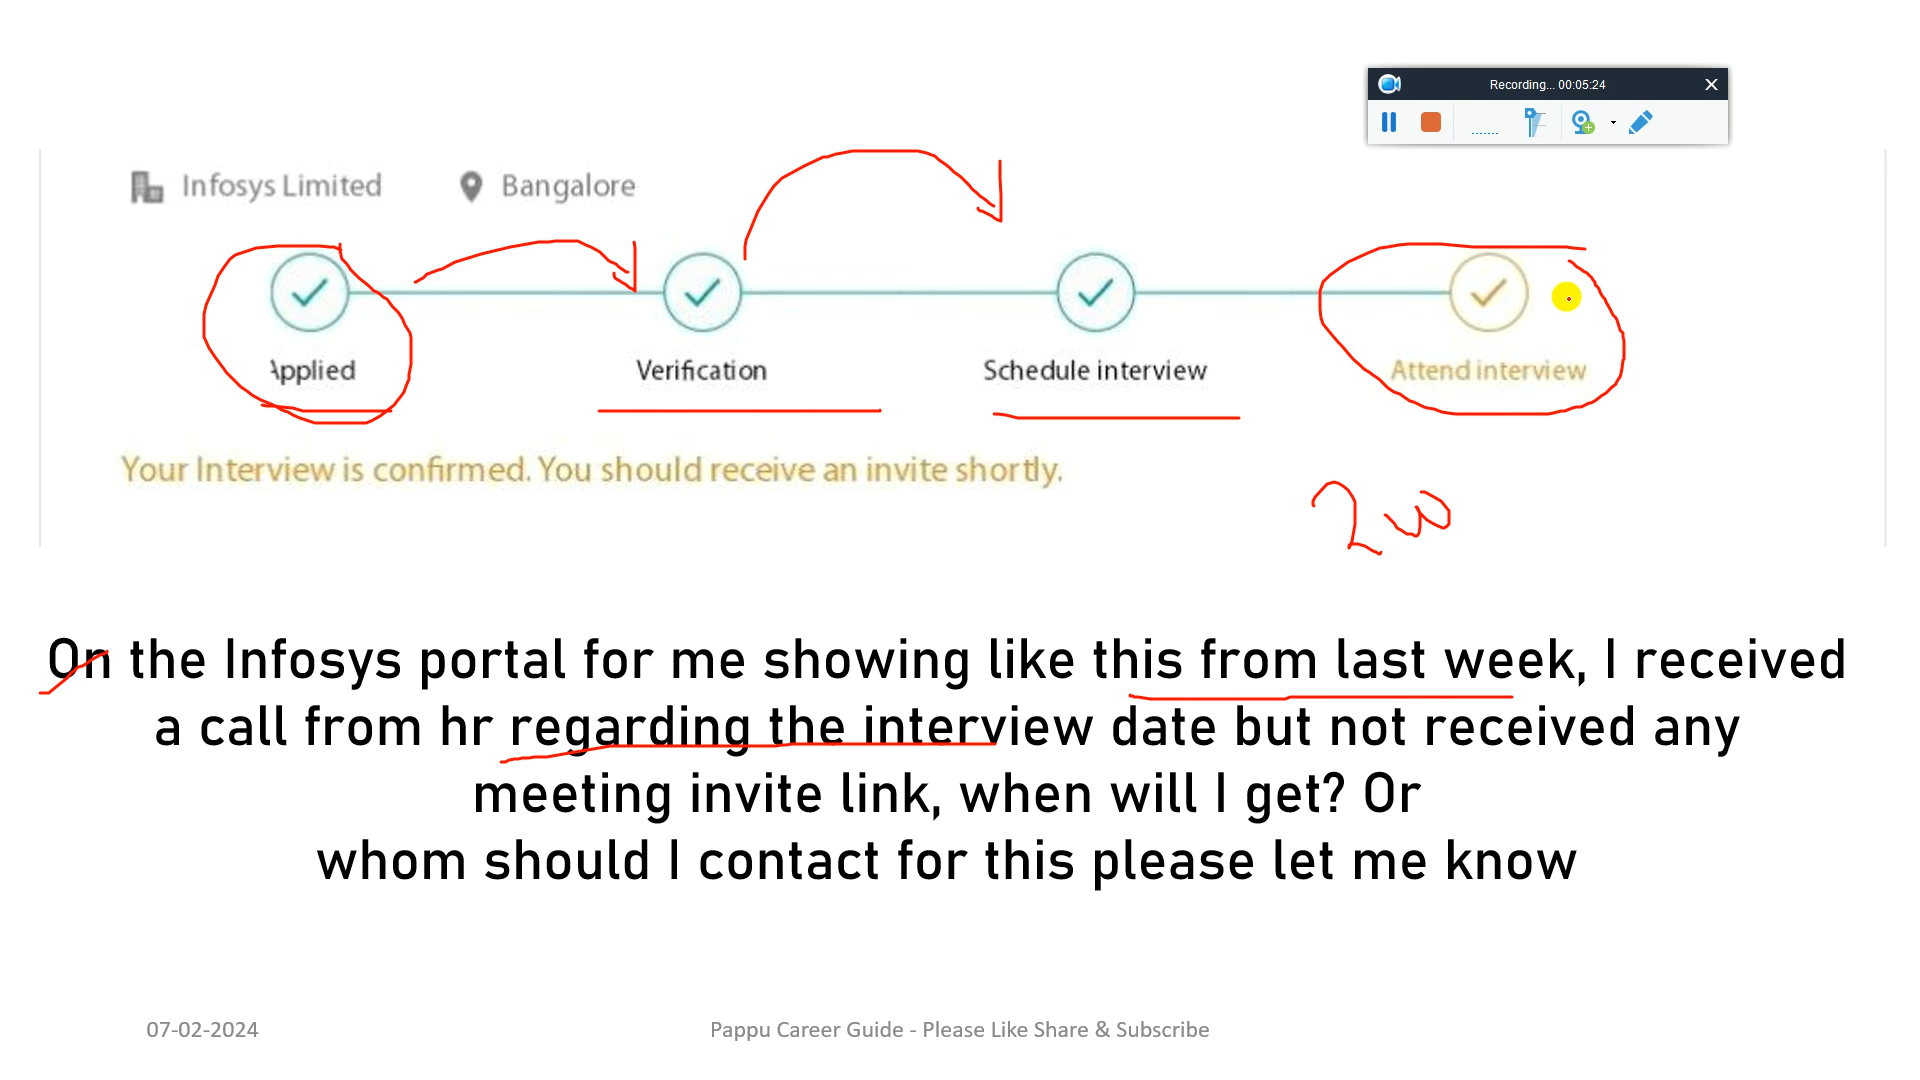 Recording... 00:05:24
Infosys Limited Bangalore
Applied Verification Schedule interview Attend interview
Your Interview is confirmed. You should receive an invite shortly.
2w
On the Infosys portal for me showing like this from last week, I received
a call from hr regarding the interview date but not received any
meeting invite link, when will I get? Or
whom should I contact for this please let me know
07-02-2024 Pappu Career Guide - Please Like Share & Subscribe